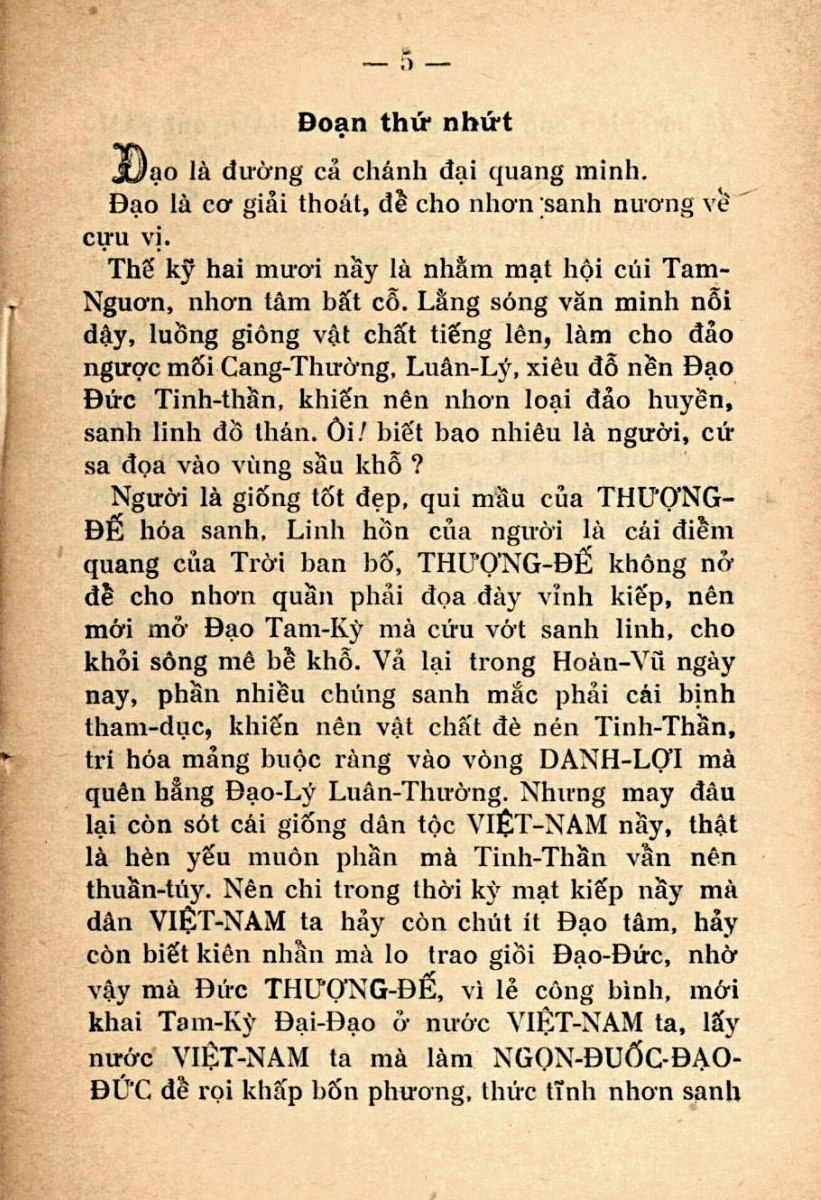 — 5 —
Đoạn thứ nhứt
Đạo là đường cả chánh đại quang minh.
Đạo là cơ giải thoát, để cho nhơn sanh nương về
cựu vị.
Thế kỹ hai mươi nầy là nhằm mạt hội cúi Tam-
Nguơn, nhơn tâm bất cỗ. Lằng sóng văn minh nỗi
dậy, luồng giông vật chất tiếng lên, làm cho đảo
ngược mối Cang-Thường, Luân-Lý, xiêu đỗ nền Đạo
Đức Tinh-thần, khiến nên nhơn loại đảo huyền,
sanh linh đồ thán. Ôi! biết bao nhiêu là người, cứ
sa đọa vào vùng sầu khỗ ?
Người là giống tốt đẹp, qui mầu của THƯỢNG-
ĐẾ hóa sanh, Linh hồn của người là cái điểm
quang của Trời ban bố, THƯỢNG-ĐẾ không nở
để cho nhơn quần phải đọa đày vỉnh kiếp, nên
mới mở Đạo Tam-Kỳ mà cứu vớt sanh linh, cho
khỏi sông mê bể khỗ. Vả lại trong Hoàn-Vũ ngày
nay, phần nhiều chúng sanh mắc phải cái bịnh
tham-dục, khiến nên vật chất đè nén Tinh-Thần,
trí hóa mảng buộc ràng vào vòng DANH-LỢI mà
quên hẳng Đạo-Lý Luân-Thường. Nhưng may đâu
lại còn sót cái giống dân tộc VIỆT-NAM nầy, thật
là hèn yếu muôn phần mà Tinh-Thần vẫn nên
thuần-túy. Nên chi trong thời kỳ mạt kiếp nầy mà
dân VIỆT-NAM ta hảy còn chút ít Đạo tâm, hảy
còn biết kiên nhẫn mà lo trao giồi Đạo-Đức, nhờ
vậy mà Đức THƯỢNG-ĐẾ, vì lẻ công bình, mới
khai Tam-Kỳ Đại-Đạo ở nước VIỆT-NAM ta, lấy
nước VIỆT-NAM ta mà làm NGỌN-ĐUỐC-ĐẠO-
ĐỨC để rọi khấp bốn phương, thức tĩnh nhơn sanh